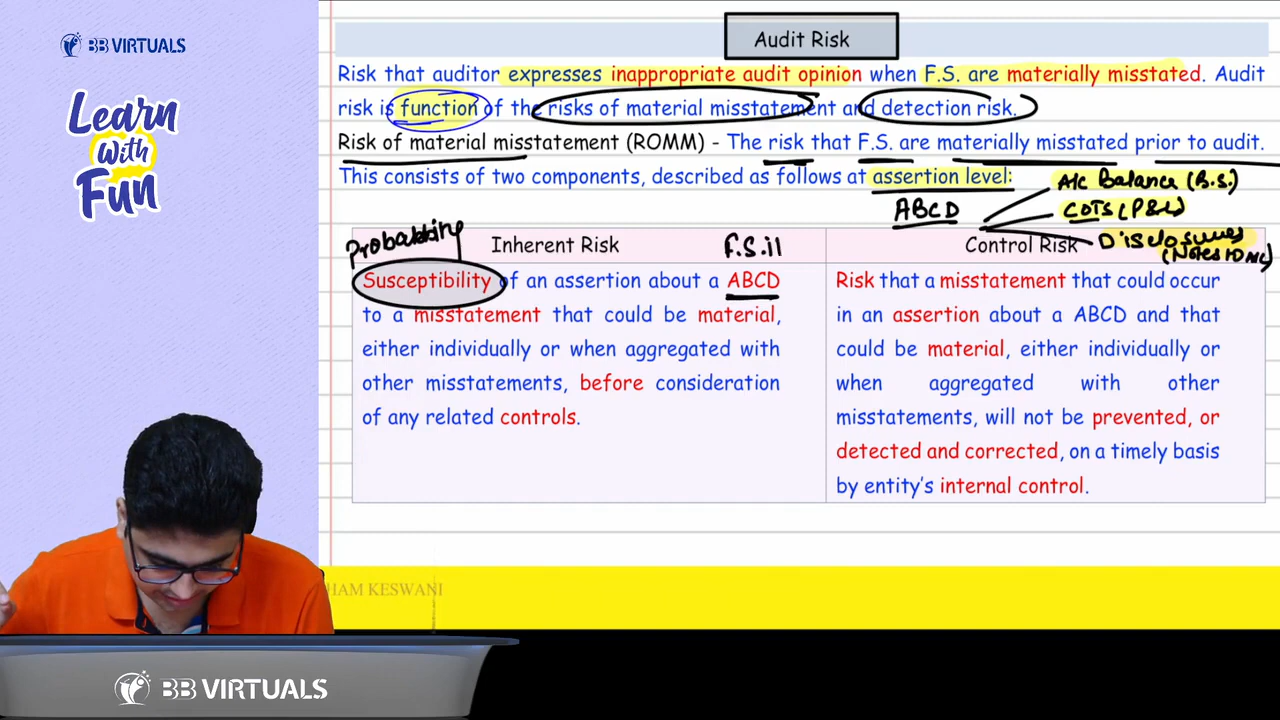 BB VIRTUALS
Learn
With
Fun
Audit Risk
Risk that auditor expresses inappropriate audit opinion when F.S. are materially misstated. Audit
risk is function of the risks of material misstatement and detection risk.
Risk of material misstatement (ROMM) - The risk that F.S. are materially misstated prior to audit.
This consists of two components, described as follows at assertion level:
ABCD
A/c Balance (B.S.)
COTS (P&L)
Disclosures
(Notes to A/c)
Probability
Inherent Risk
F.S.
Susceptibility of an assertion about a ABCD
to a misstatement that could be material,
either individually or when aggregated with
other misstatements, before consideration
of any related controls.
Control Risk
Risk that a misstatement that could occur
in an assertion about a ABCD and that
could be material, either individually or
when aggregated with other
misstatements, will not be prevented, or
detected and corrected, on a timely basis
by entity's internal control.
HAM KESWANI
BB VIRTUALS